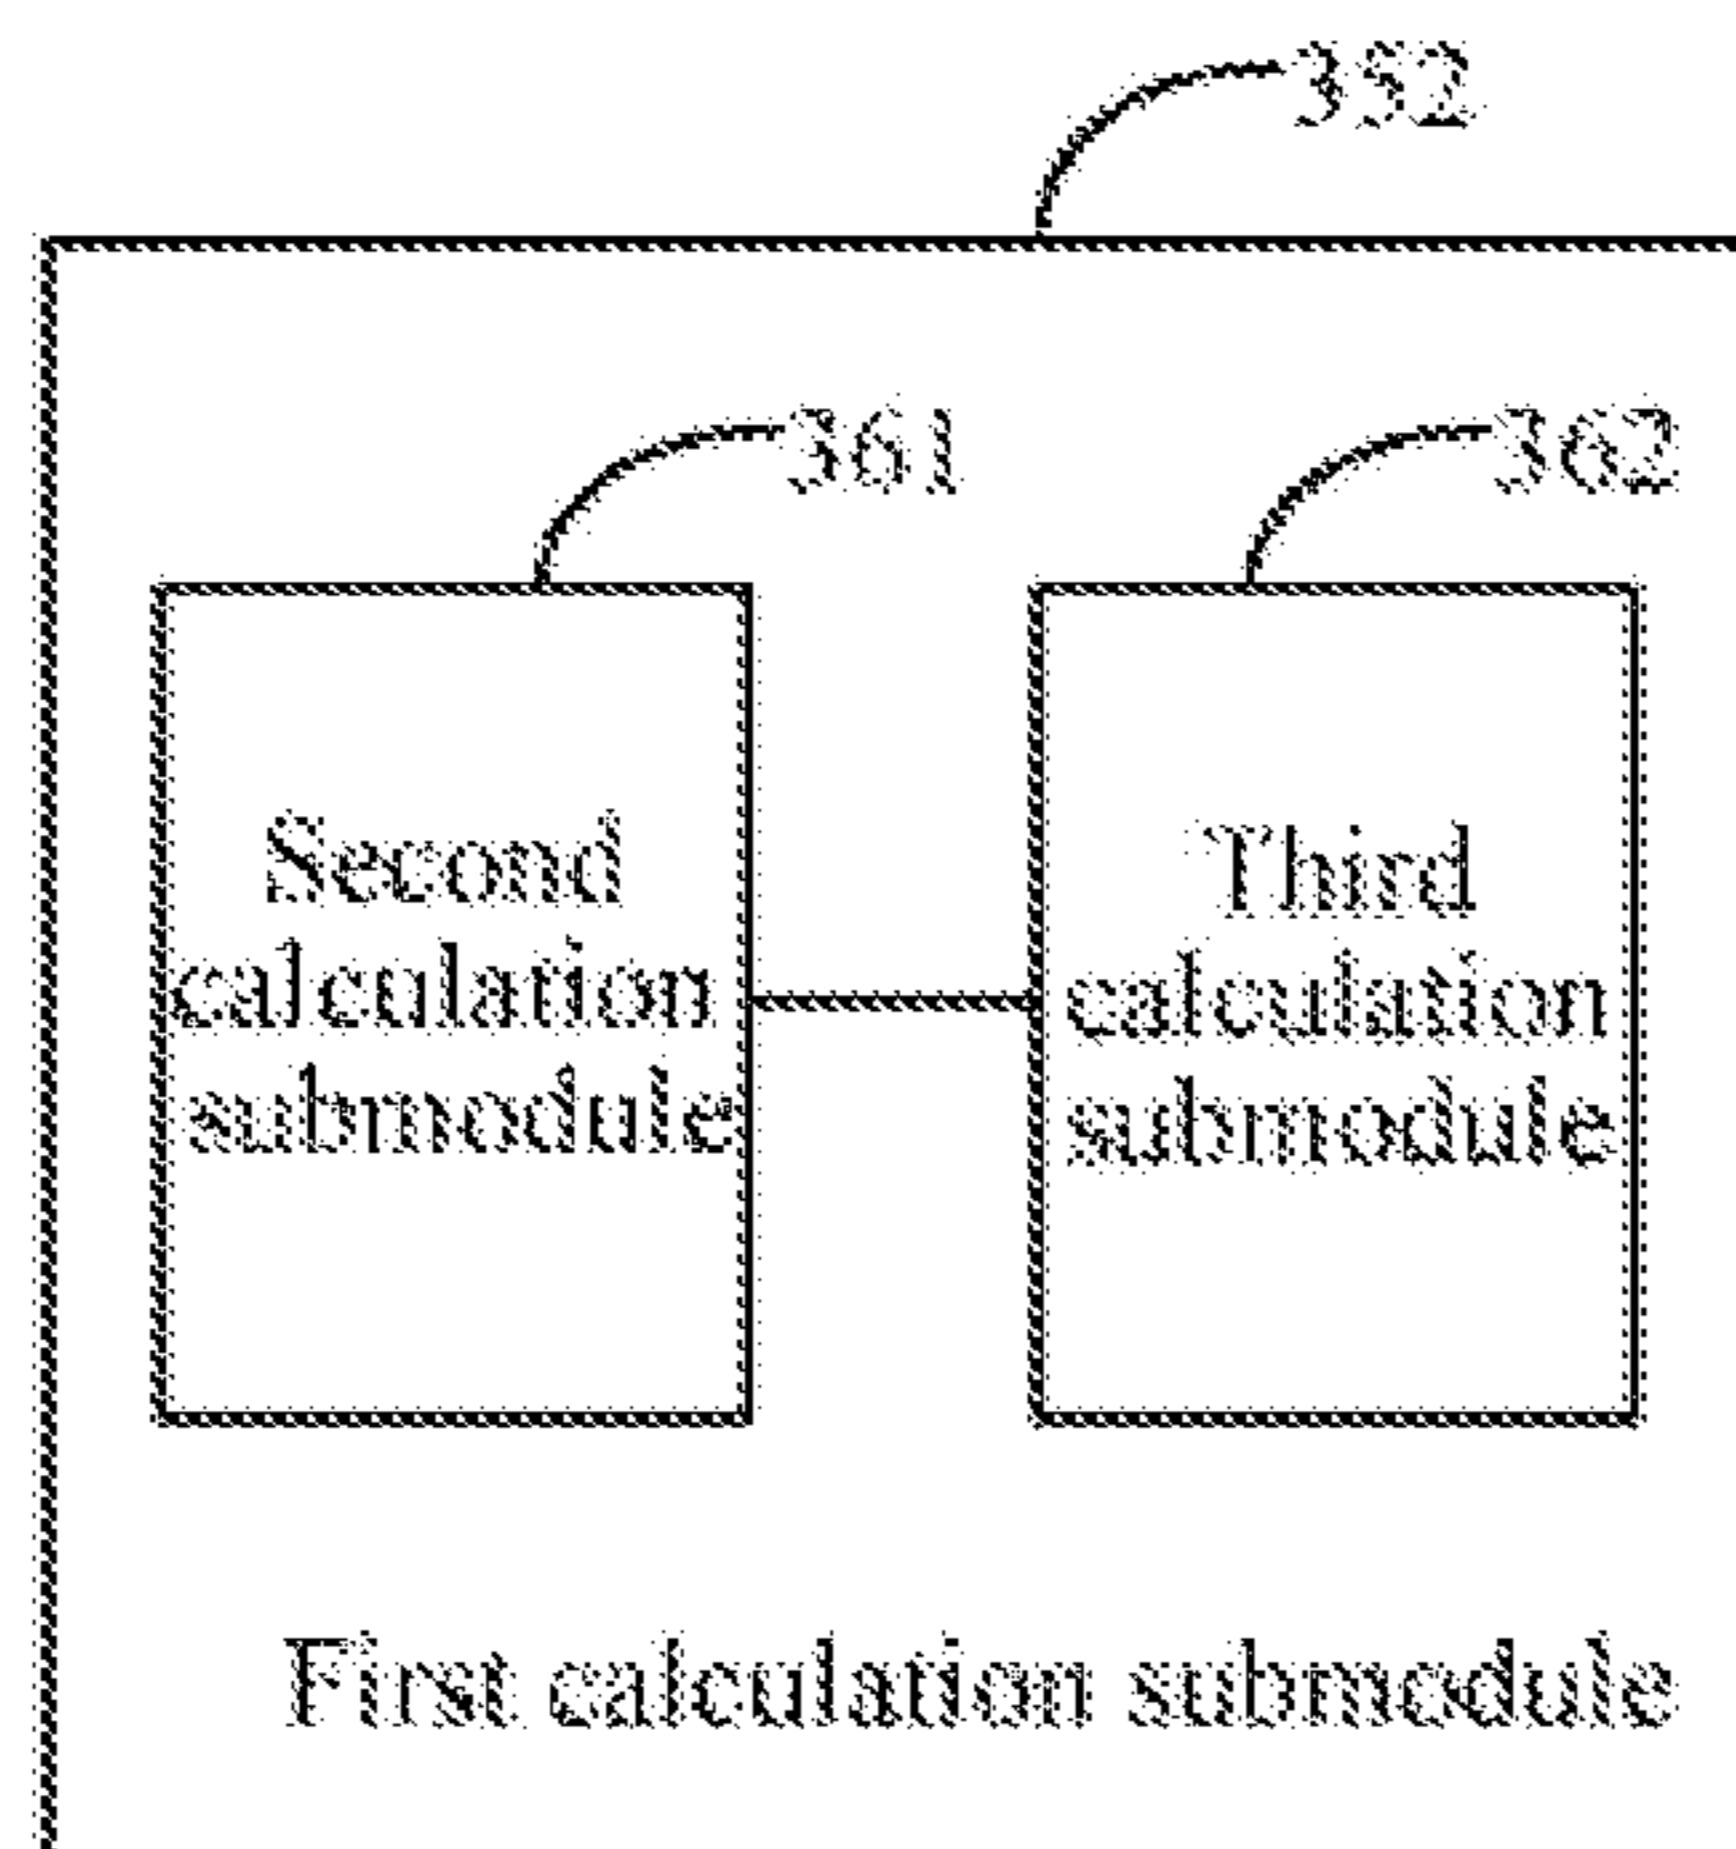 352
361
362
Second
calculation
submodule
Third
calculation
submodule
First calculation submodule